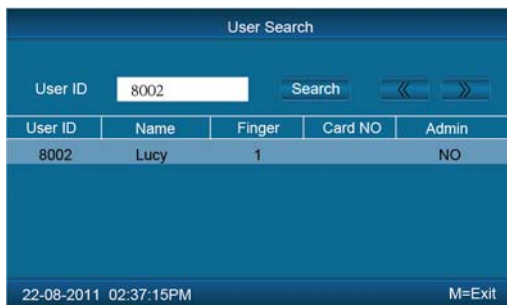 User Search
User ID 8002 Search « »
User ID Name Finger Card NO Admin
8002 Lucy 1 NO
22-08-2011 02:37:15PM M=Exit